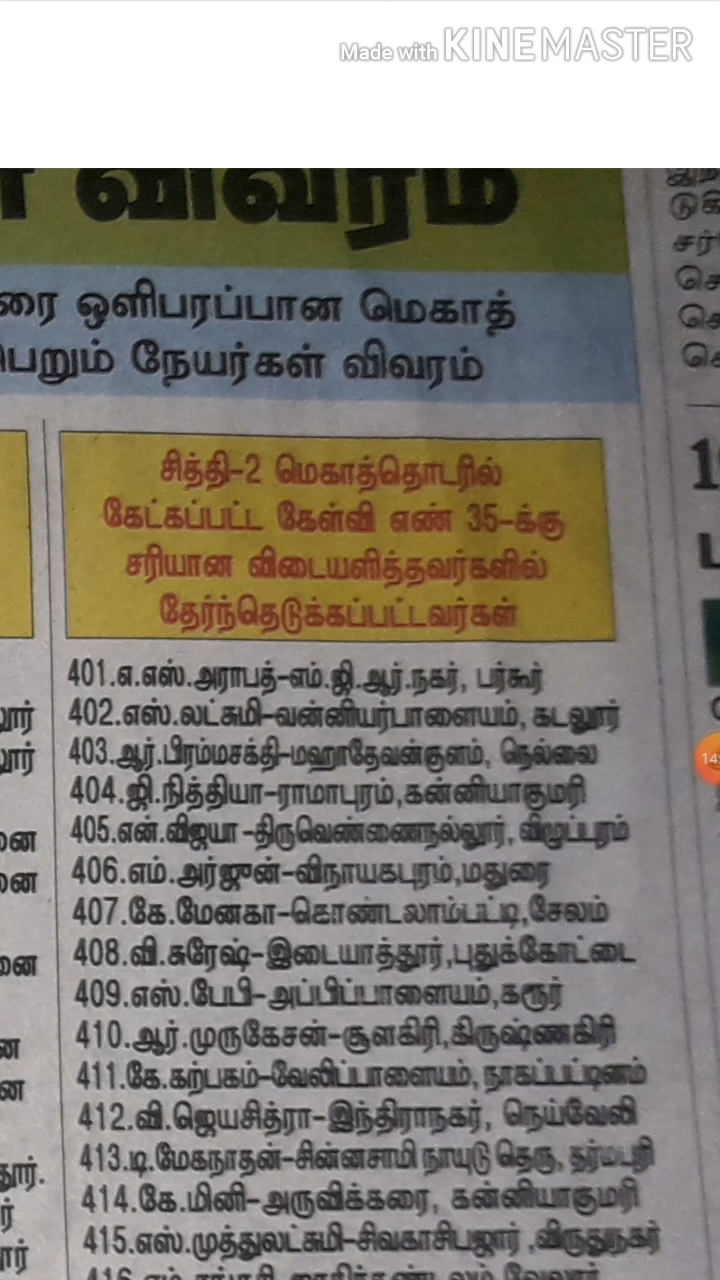 Made with KINEMASTER
விவரம்
ரை ஒளிபரப்பான மெகாத்
பெறும் நேயர்கள் விவரம்
சித்தி-2 மெகாத்தொடரில்
கேட்கப்பட்ட கேள்வி எண் 35-க்கு
சரியான விடையளித்தவர்களில்
தேர்ந்தெடுக்கப்பட்டவர்கள்
401.எ.எஸ்.அராபத்-எம்.ஜி.ஆர்.நகர், பர்கூர்
402.எஸ்.லட்சுமி-வன்னியர்பாளையம், கடலூர்
403.ஆர்.பிரம்மசக்தி-மஹாதேவன்குளம், நெல்லை
404.ஜி.நித்தியா-ராமாபுரம்,கன்னியாகுமரி
405.என்.விஜயா-திருவெண்ணைநல்லூர், விழுப்புரம்
406.எம்.அர்ஜுன்-விநாயகபுரம்,மதுரை
407.கே.மேனகா-கொண்டலாம்பட்டி,சேலம்
408.வி.சுரேஷ்-இடையாத்தூர்,புதுக்கோட்டை
409.எஸ்.பேபி-அப்பிப்பாளையம்,கரூர்
410.ஆர்.முருகேசன்-சூளகிரி,கிருஷ்ணகிரி
411.கே.கற்பகம்-வேலிப்பாளையம், நாகப்பட்டினம்
412.வி.ஜெயசித்ரா-இந்திராநகர், நெய்வேலி
413.டி.மேகநாதன்-சின்னசாமி நாயுடு தெரு, தர்மபுரி
414.கே.மினி-அருவிக்கரை, கன்னியாகுமரி
415.எஸ்.முத்துலட்சுமி-சிவகாசிபஜார் ,விருதுநகர்